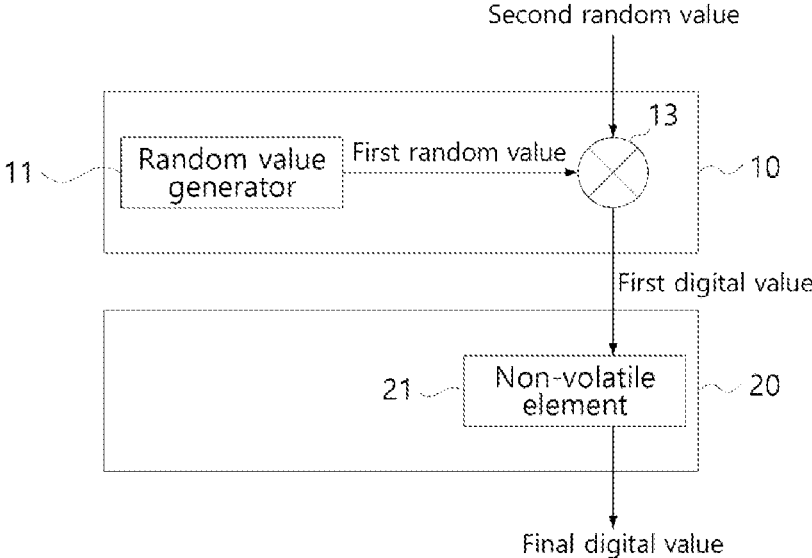 Second random value
13
11
Random value
generator
First random value
10
First digital value
21
Non-volatile
element
20
Final digital value